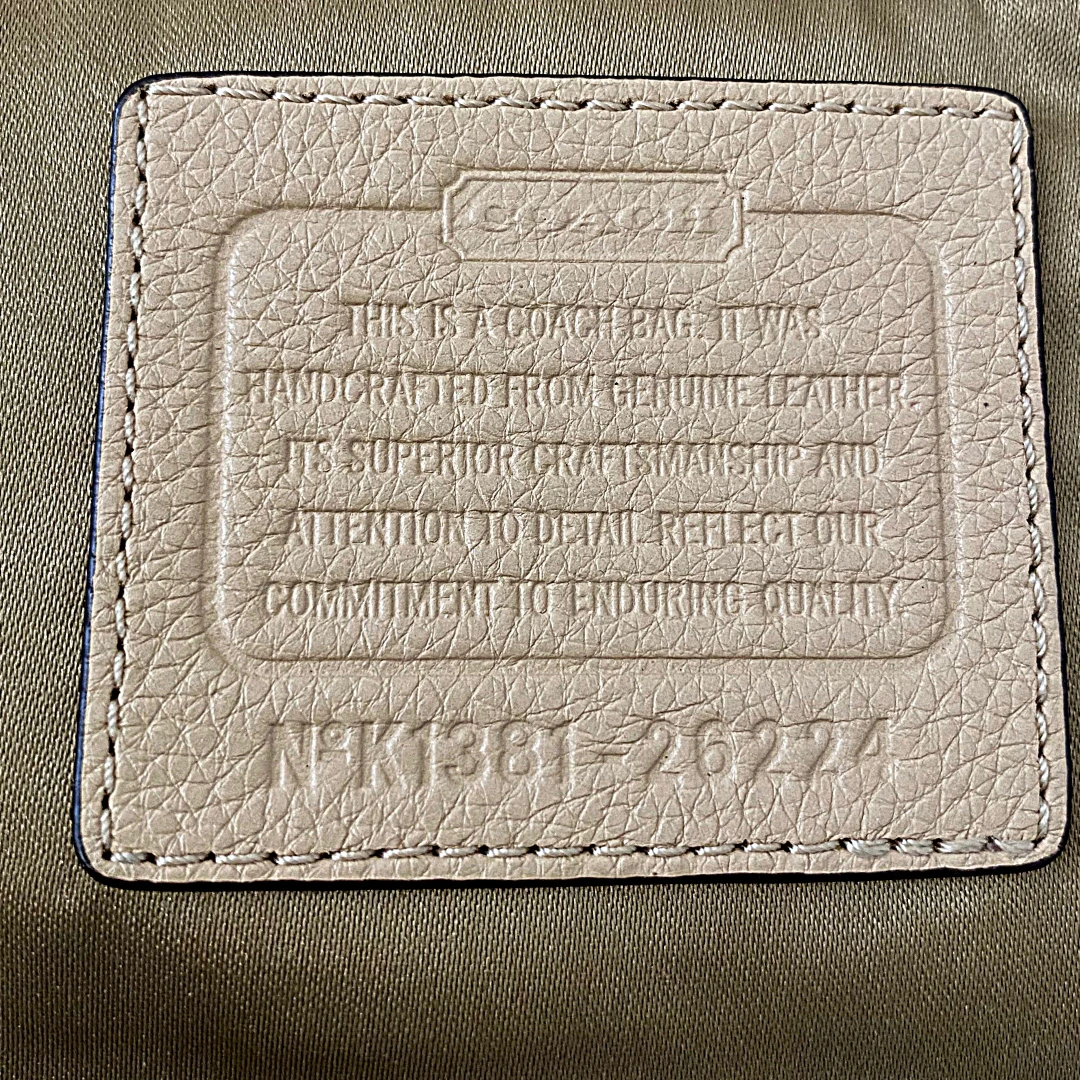 COACH
THIS IS A COACH BAG. IT WAS
HANDCRAFTED FROM GENUINE LEATHER.
ITS SUPERIOR CRAFTSMANSHIP AND
ATTENTION TO DETAIL REFLECT OUR
COMMITMENT TO ENDURING QUALITY.
Nº K1381-26224